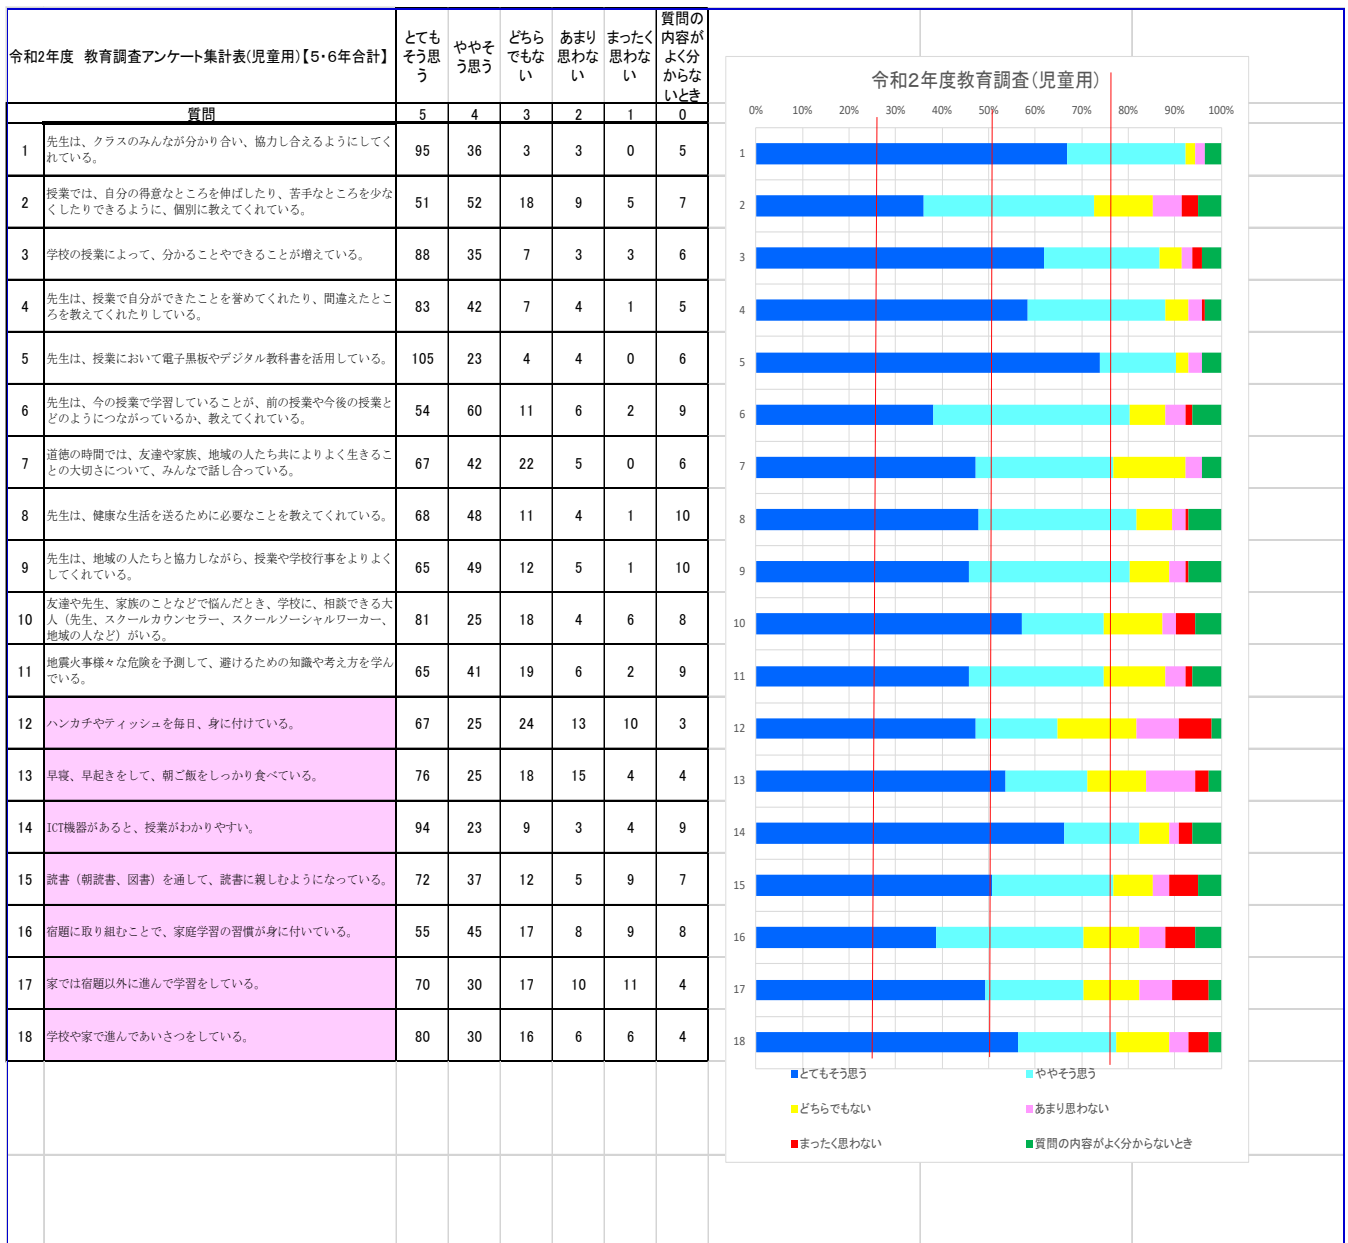 令和2年度　教育調査アンケート集計表(児童用)【5・6年合計】
とても
そう思
う
ややそ
う思う
どちら
でもな
い
あまり
思わな
い
まったく
思わな
い
質問の
内容が
よく分
からな
いとき
質問 5 4 3 2 1 0
1 先生は、クラスのみんなが分かり合い、協力し合えるようにしてく
れている。 95 36 3 3 0 5
2 授業では、自分の得意なところを伸ばしたり、苦手なところを少な
くしたりできるように、個別に教えてくれている。 51 52 18 9 5 7
3 学校の授業によって、分かることやできることが増えている。 88 35 7 3 3 6
4 先生は、授業で自分ができたことを誉めてくれたり、間違えたとこ
ろを教えてくれたりしている。 83 42 7 4 1 5
5 先生は、授業において電子黒板やデジタル教科書を活用している。 105 23 4 4 0 6
6 先生は、今の授業で学習していることが、前の授業や今後の授業と
どのようにつながっているか、教えてくれている。 54 60 11 6 2 9
7 道徳の時間では、友達や家族、地域の人たち共によりよく生きるこ
との大切さについて、みんなで話し合っている。 67 42 22 5 0 6
8 先生は、健康な生活を送るために必要なことを教えてくれている。 68 48 11 4 1 10
9 先生は、地域の人たちと協力しながら、授業や学校行事をよりよく
してくれている。 65 49 12 5 1 10
10 友達や先生、家族のことなどで悩んだとき、学校に、相談できる大
人（先生、スクールカウンセラー、スクールソーシャルワーカー、
地域の人など）がいる。 81 25 18 4 6 8
11 地震火事様々な危険を予測して、避けるための知識や考え方を学ん
でいる。 65 41 19 6 2 9
12 ハンカチやティッシュを毎日、身に付けている。 67 25 24 13 10 3
13 早寝、早起きをして、朝ご飯をしっかり食べている。 76 25 18 15 4 4
14 ICT機器があると、授業がわかりやすい。 94 23 9 3 4 9
15 読書（朝読書、図書）を通して、読書に親しむようになっている。 72 37 12 5 9 7
16 宿題に取り組むことで、家庭学習の習慣が身に付いている。 55 45 17 8 9 8
17 家では宿題以外に進んで学習をしている。 70 30 17 10 11 4
18 学校や家で進んであいさつをしている。 80 30 16 6 6 4
令和2年度教育調査(児童用)
0% 10% 20% 30% 40% 50% 60% 70% 80% 90% 100%
1
2
3
4
5
6
7
8
9
10
11
12
13
14
15
16
17
18
とてもそう思う ややそう思う
どちらでもない あまり思わない
まったく思わない 質問の内容がよく分からないとき